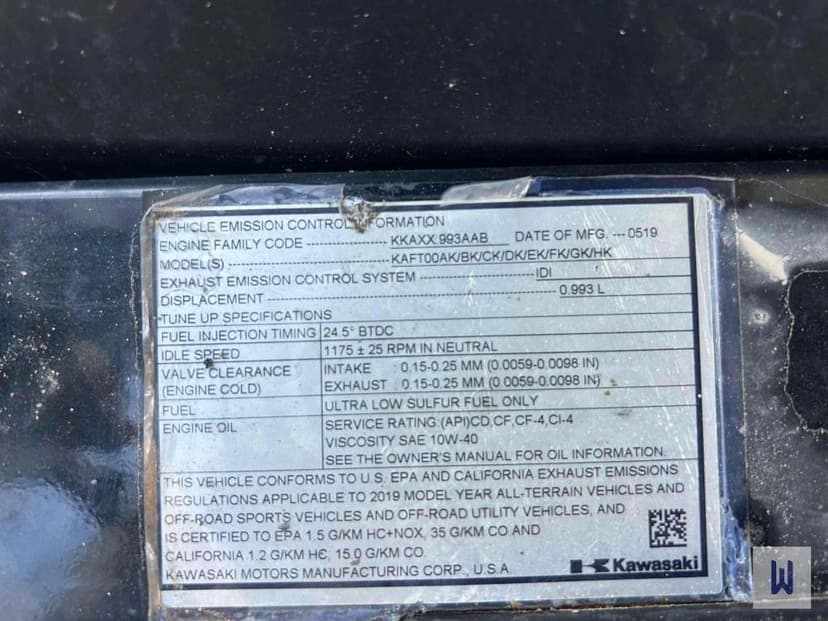 VEHICLE EMISSION CONTROL INFORMATION
ENGINE FAMILY CODE ---------------- KKAXX.993AAB DATE OF MFG. --- 0519
MODEL(S) --------------------------- KAFT00AK/BK/CK/DK/EK/FK/GK/HK
EXHAUST EMISSION CONTROL SYSTEM ---------------------- IDI
DISPLACEMENT ------------------------------------------------ 0.993 L
TUNE UP SPECIFICATIONS
FUEL INJECTION TIMING 24.5° BTDC
IDLE SPEED 1175 ± 25 RPM IN NEUTRAL
VALVE CLEARANCE INTAKE : 0.15-0.25 MM (0.0059-0.0098 IN)
(ENGINE COLD) EXHAUST : 0.15-0.25 MM (0.0059-0.0098 IN)
FUEL ULTRA LOW SULFUR FUEL ONLY
ENGINE OIL SERVICE RATING (API)CD,CF,CF-4,CI-4
VISCOSITY SAE 10W-40
SEE THE OWNER'S MANUAL FOR OIL INFORMATION.
THIS VEHICLE CONFORMS TO U.S. EPA AND CALIFORNIA EXHAUST EMISSIONS
REGULATIONS APPLICABLE TO 2019 MODEL YEAR ALL-TERRAIN VEHICLES AND
OFF-ROAD SPORTS VEHICLES AND OFF-ROAD UTILITY VEHICLES, AND
IS CERTIFIED TO EPA 1.5 G/KM HC+NOX, 35 G/KM CO AND
CALIFORNIA 1.2 G/KM HC, 15.0 G/KM CO.
KAWASAKI MOTORS MANUFACTURING CORP., U.S.A.
Kawasaki
W